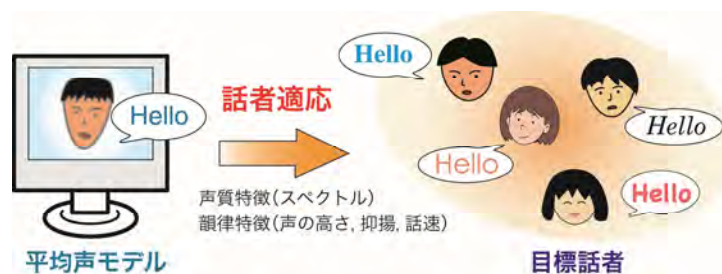 Hello
話者適応
声質特徴(スペクトル)
韻律特徴(声の高さ, 抑揚, 話速)
平均声モデル
Hello
Hello
Hello
Hello
目標話者